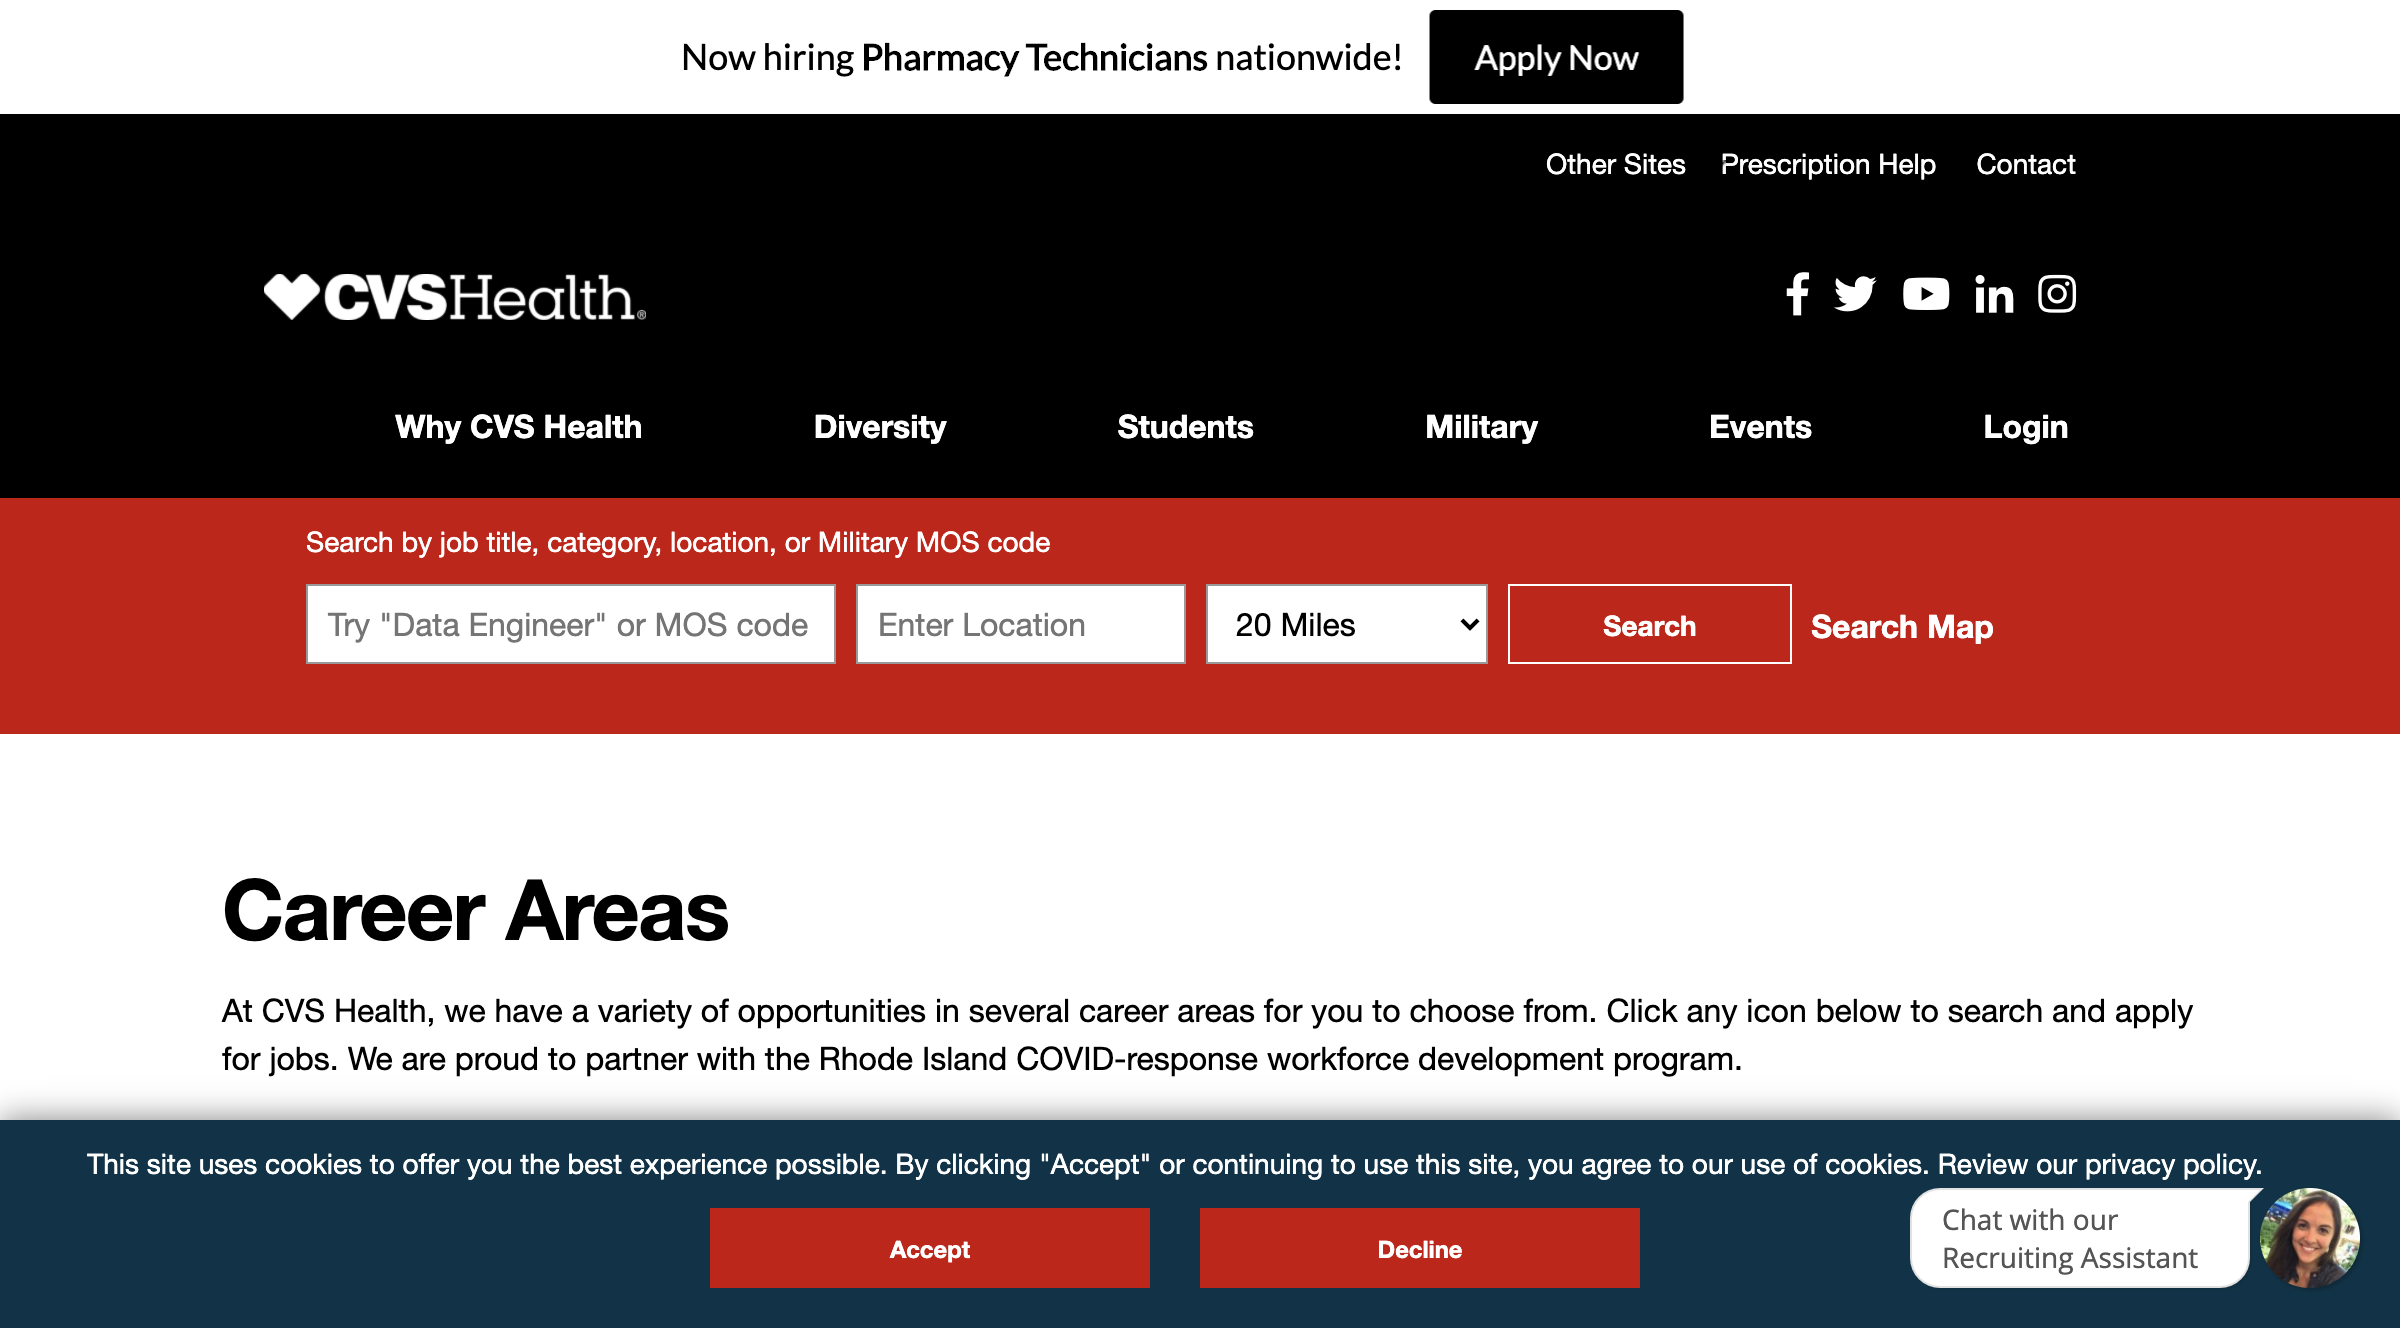 Now hiring Pharmacy Technicians nationwide! Apply Now
Other Sites Prescription Help Contact
CVSHealth®
Why CVS Health Diversity Students Military Events Login
Search by job title, category, location, or Military MOS code
Try "Data Engineer" or MOS code Enter Location 20 Miles Search Search Map
Career Areas
At CVS Health, we have a variety of opportunities in several career areas for you to choose from. Click any icon below to search and apply
for jobs. We are proud to partner with the Rhode Island COVID-response workforce development program.
This site uses cookies to offer you the best experience possible. By clicking "Accept" or continuing to use this site, you agree to our use of cookies. Review our privacy policy.
Accept Decline
Chat with our
Recruiting Assistant